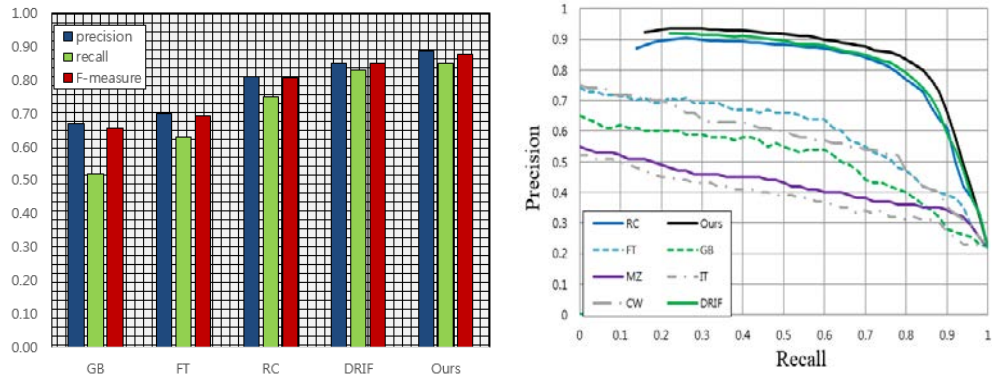 1.00
0.90
0.80
0.70
0.60
0.50
0.40
0.30
0.20
0.10
0.00
precision
recall
F-measure
GB FT RC DRIF Ours
1
0.9
0.8
0.7
0.6
0.5
0.4
0.3
0.2
0.1
0
Precision
RC Ours
FT GB
MZ IT
CW DRIF
0 0.1 0.2 0.3 0.4 0.5 0.6 0.7 0.8 0.9 1
Recall